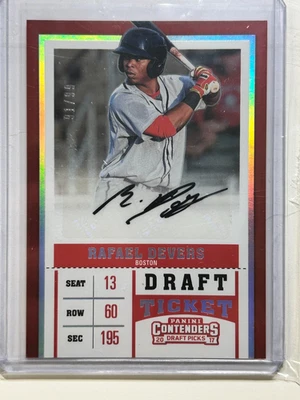 RAFAEL DEVERS
BOSTON
SEAT 13 DRAFT
ROW 60 TICKET
SEC 195 PANINI
CONTENDERS
20 DRAFT PICKS 17